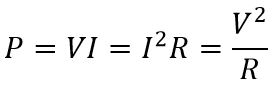 P = VI = I²R = V²/R